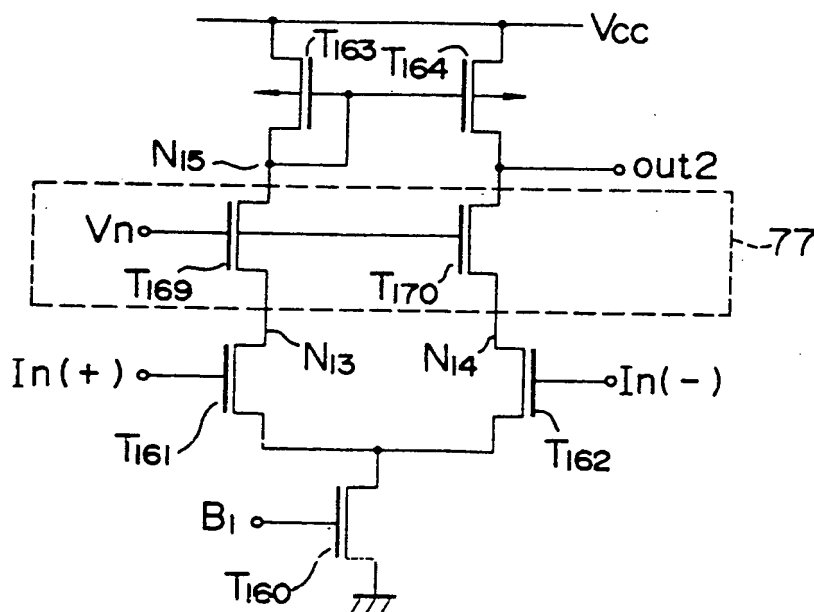 Vcc
T163
T164
N15
out2
Vn
77
T169
T170
N13
N14
In(+)
In(-)
T161
T162
B1
T160